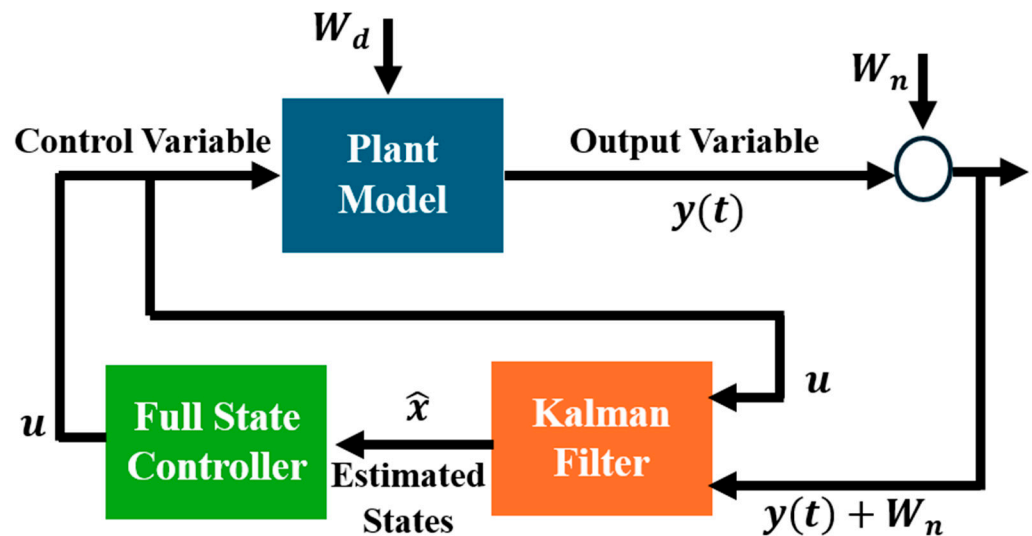 W_d
W_n
Control Variable
Plant
Model
Output Variable
y(t)
u
Full State
Controller
x̂
Estimated
States
Kalman
Filter
u
y(t) + W_n